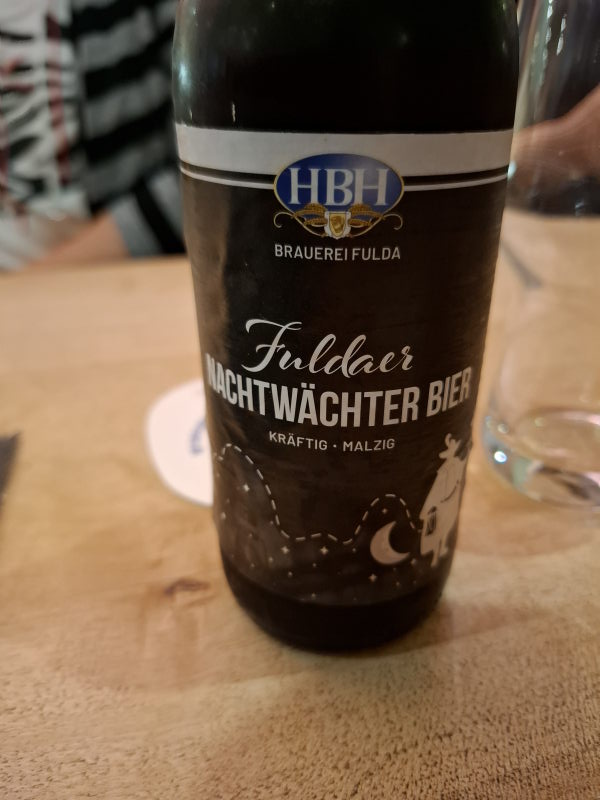 HBH
BRAUEREI FULDA
Fuldaer
NACHTWÄCHTER BIER
KRÄFTIG · MALZIG